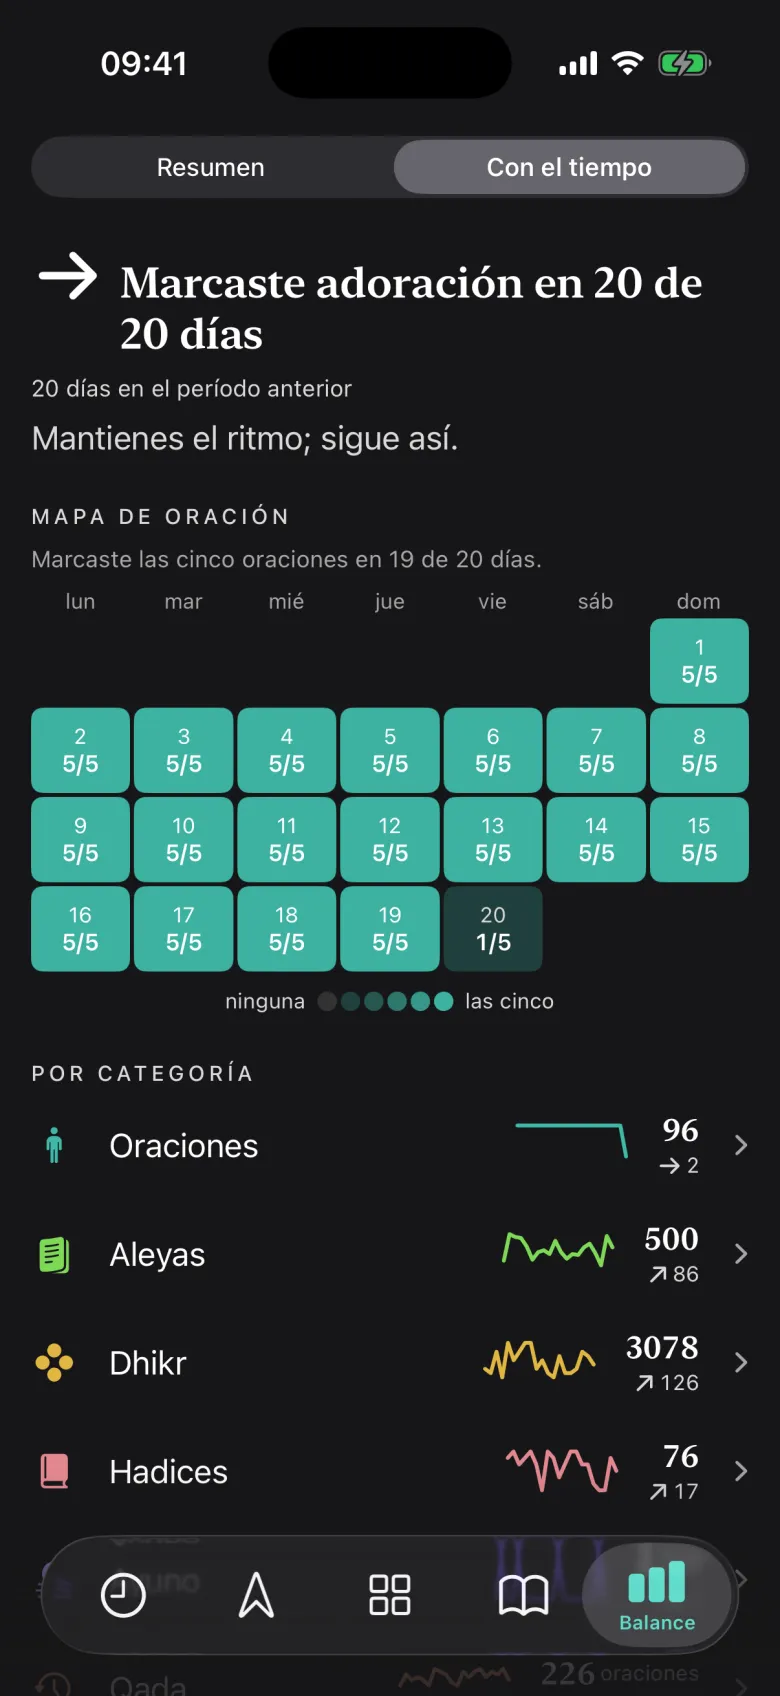 09:41
Resumen
Con el tiempo
Marcaste adoración en 20 de
20 días
20 días en el período anterior
Mantienes el ritmo; sigue así.
MAPA DE ORACIÓN
Marcaste las cinco oraciones en 19 de 20 días.
lun mar mié jue vie sáb dom
1
5/5
2 3 4 5 6 7 8
5/5 5/5 5/5 5/5 5/5 5/5 5/5
9 10 11 12 13 14 15
5/5 5/5 5/5 5/5 5/5 5/5 5/5
16 17 18 19 20
5/5 5/5 5/5 5/5 1/5
ninguna las cinco
POR CATEGORÍA
Oraciones 96
→ 2
Aleyas 500
↗ 86
Dhikr 3078
↗ 126
Hadices 76
↗ 17
Ayuno
Balance
Qada 226 oraciones